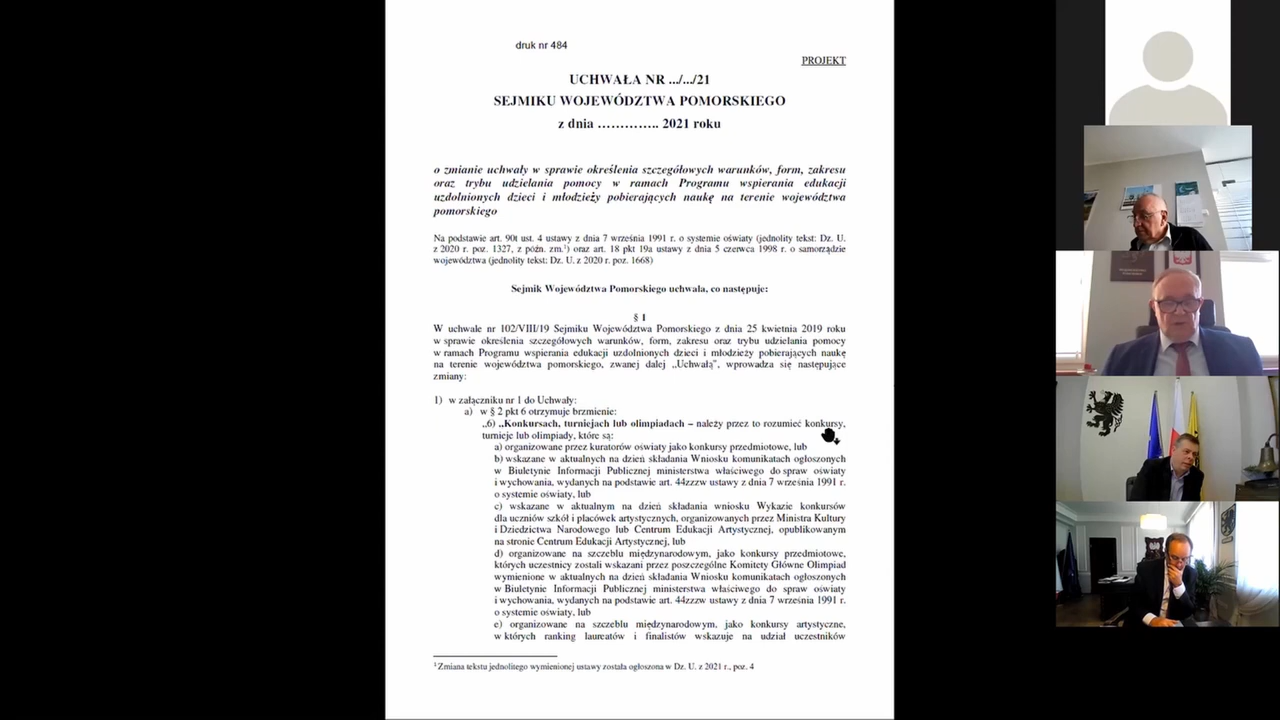 druk nr 484
PROJEKT
UCHWAŁA NR .../.../21
SEJMIKU WOJEWÓDZTWA POMORSKIEGO
z dnia ………….. 2021 roku
o zmianie uchwały w sprawie określenia szczegółowych warunków, form, zakresu
oraz trybu udzielania pomocy w ramach Programu wspierania edukacji
uzdolnionych dzieci i młodzieży pobierających naukę na terenie województwa
pomorskiego
Na podstawie art. 90t ust. 4 ustawy z dnia 7 września 1991 r. o systemie oświaty (jednolity tekst: Dz. U.
z 2020 r. poz. 1327, z późn. zm.¹) oraz art. 18 pkt 19a ustawy z dnia 5 czerwca 1998 r. o samorządzie
województwa (jednolity tekst: Dz. U. z 2020 r. poz. 1668)
Sejmik Województwa Pomorskiego uchwala, co następuje:
§ 1
W uchwale nr 102/VIII/19 Sejmiku Województwa Pomorskiego z dnia 25 kwietnia 2019 roku
w sprawie określenia szczegółowych warunków, form, zakresu oraz trybu udzielania pomocy
w ramach Programu wspierania edukacji uzdolnionych dzieci i młodzieży pobierających naukę
na terenie województwa pomorskiego, zwanej dalej „Uchwałą", wprowadza się następujące
zmiany:
1) w załączniku nr 1 do Uchwały:
a) w § 2 pkt 6 otrzymuje brzmienie:
„6) „Konkursach, turniejach lub olimpiadach – należy przez to rozumieć konkursy,
turnieje lub olimpiady, które są:
a) organizowane przez kuratorów oświaty jako konkursy przedmiotowe, lub
b) wskazane w aktualnych na dzień składania Wniosku komunikatach ogłoszonych
w Biuletynie Informacji Publicznej ministerstwa właściwego do spraw oświaty
i wychowania, wydanych na podstawie art. 44zzzw ustawy z dnia 7 września 1991 r.
o systemie oświaty, lub
c) wskazane w aktualnym na dzień składania wniosku Wykazie konkursów
dla uczniów szkół i placówek artystycznych, organizowanych przez Ministra Kultury
i Dziedzictwa Narodowego lub Centrum Edukacji Artystycznej, opublikowanym
na stronie Centrum Edukacji Artystycznej, lub
d) organizowane na szczeblu międzynarodowym, jako konkursy przedmiotowe,
których uczestnicy zostali wskazani przez poszczególne Komitety Główne Olimpiad
wymienione w aktualnych na dzień składania Wniosku komunikatach ogłoszonych
w Biuletynie Informacji Publicznej ministerstwa właściwego do spraw oświaty
i wychowania, wydanych na podstawie art. 44zzzw ustawy z dnia 7 września 1991 r.
o systemie oświaty, lub
e) organizowane na szczeblu międzynarodowym, jako konkursy artystyczne,
w których ranking laureatów i finalistów wskazuje na udział uczestników
¹ Zmiana tekstu jednolitego wymienionej ustawy została ogłoszona w Dz. U. z 2021 r., poz. 4